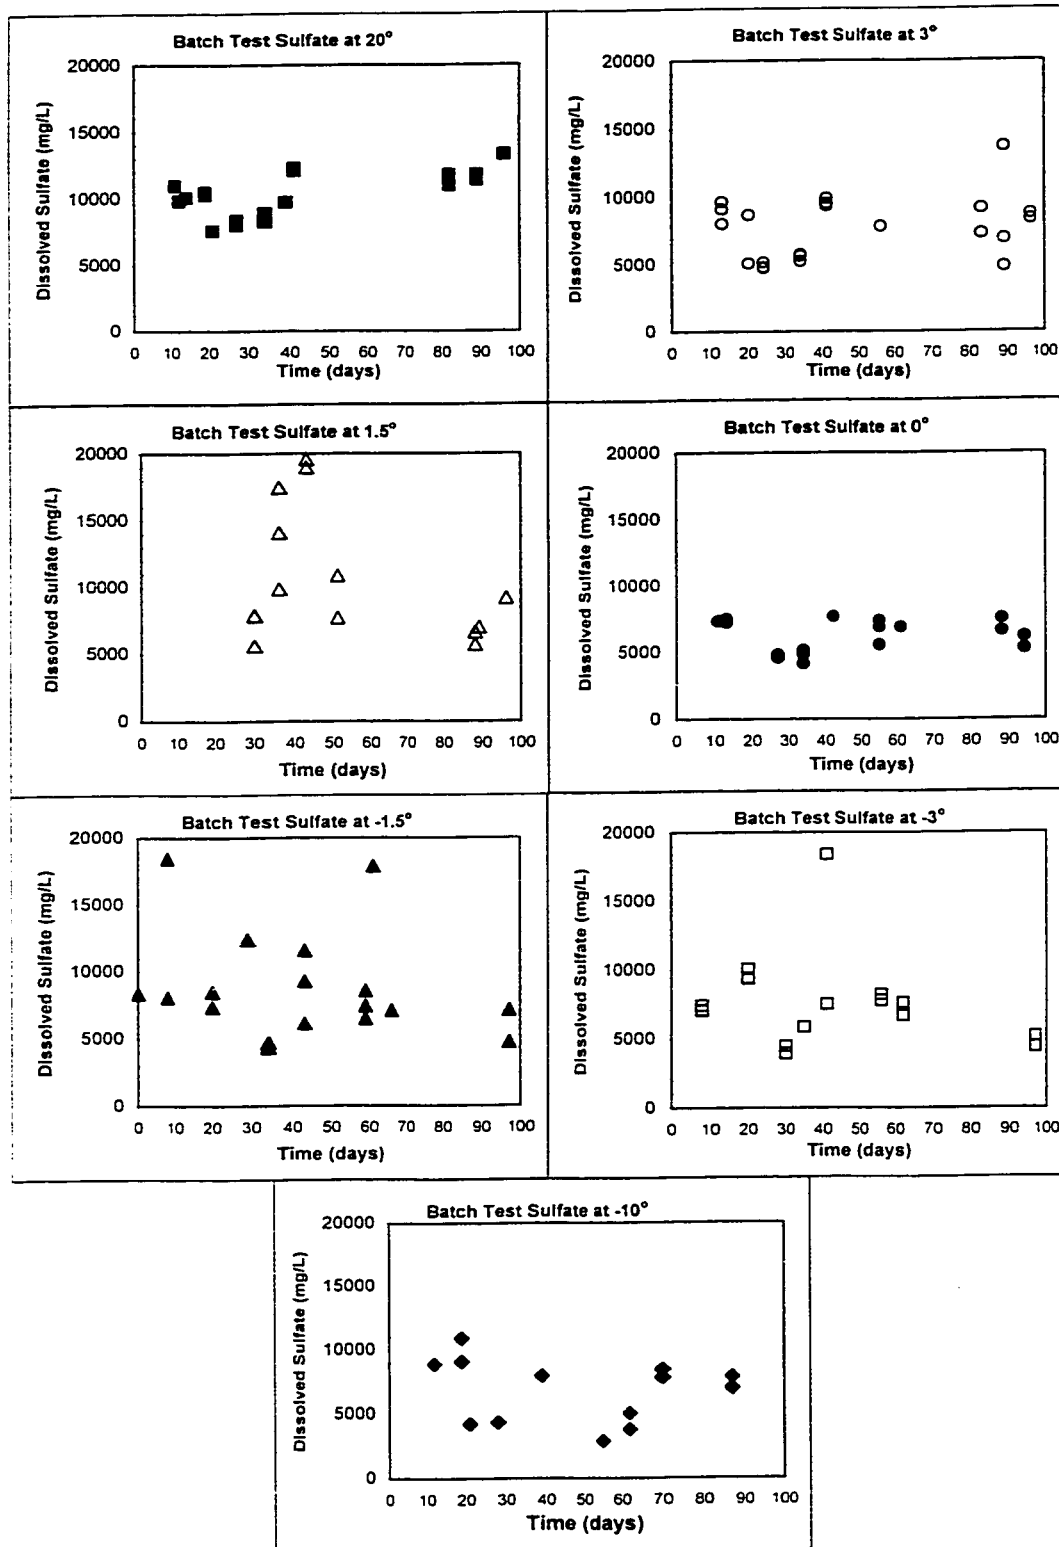 Batch Test Sulfate at 20°
20000
15000
10000
5000
0
Dissolved Sulfate (mg/L)
0 10 20 30 40 50 60 70 80 90 100
Time (days)
Batch Test Sulfate at 3°
20000
15000
10000
5000
0
Dissolved Sulfate (mg/L)
0 10 20 30 40 50 60 70 80 90 100
Time (days)
Batch Test Sulfate at 1.5°
20000
15000
10000
5000
0
Dissolved Sulfate (mg/L)
0 10 20 30 40 50 60 70 80 90 100
Time (days)
Batch Test Sulfate at 0°
20000
15000
10000
5000
0
Dissolved Sulfate (mg/L)
0 10 20 30 40 50 60 70 80 90 100
Time (days)
Batch Test Sulfate at -1.5°
20000
15000
10000
5000
0
Dissolved Sulfate (mg/L)
0 10 20 30 40 50 60 70 80 90 100
Time (days)
Batch Test Sulfate at -3°
20000
15000
10000
5000
0
Dissolved Sulfate (mg/L)
0 10 20 30 40 50 60 70 80 90 100
Time (days)
Batch Test Sulfate at -10°
20000
15000
10000
5000
0
Dissolved Sulfate (mg/L)
0 10 20 30 40 50 60 70 80 90 100
Time (days)